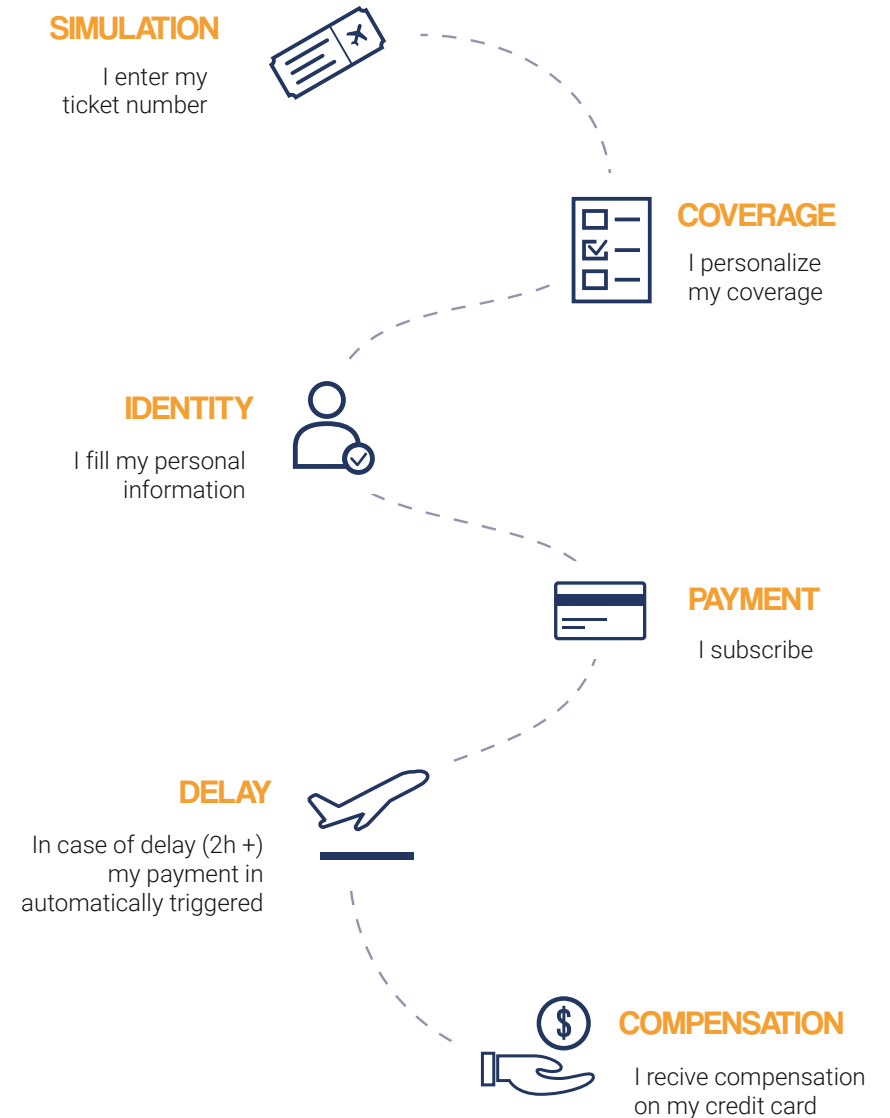 SIMULATION
I enter my
ticket number
COVERAGE
I personalize
my coverage
IDENTITY
I fill my personal
information
PAYMENT
I subscribe
DELAY
In case of delay (2h +)
my payment in
automatically triggered
$
COMPENSATION
I recive compensation
on my credit card